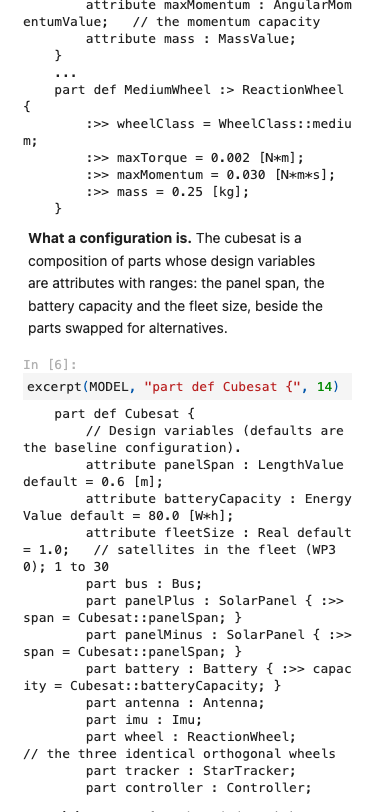 attribute maxMomentum : AngularMom
entumValue;   // the momentum capacity
attribute mass : MassValue;
}
...
part def MediumWheel :> ReactionWheel
{
:>> wheelClass = WheelClass::mediu
m;
:>> maxTorque = 0.002 [N*m];
:>> maxMomentum = 0.030 [N*m*s];
:>> mass = 0.25 [kg];
}
What a configuration is. The cubesat is a
composition of parts whose design variables
are attributes with ranges: the panel span, the
battery capacity and the fleet size, beside the
parts swapped for alternatives.
In [6]:
excerpt(MODEL, "part def Cubesat {", 14)
part def Cubesat {
// Design variables (defaults are
the baseline configuration).
attribute panelSpan : LengthValue
default = 0.6 [m];
attribute batteryCapacity : Energy
Value default = 80.0 [W*h];
attribute fleetSize : Real default
= 1.0;   // satellites in the fleet (WP3
0); 1 to 30
part bus : Bus;
part panelPlus : SolarPanel { :>>
span = Cubesat::panelSpan; }
part panelMinus : SolarPanel { :>>
span = Cubesat::panelSpan; }
part battery : Battery { :>> capac
ity = Cubesat::batteryCapacity; }
part antenna : Antenna;
part imu : Imu;
part wheel : ReactionWheel;
// the three identical orthogonal wheels
part tracker : StarTracker;
part controller : Controller;